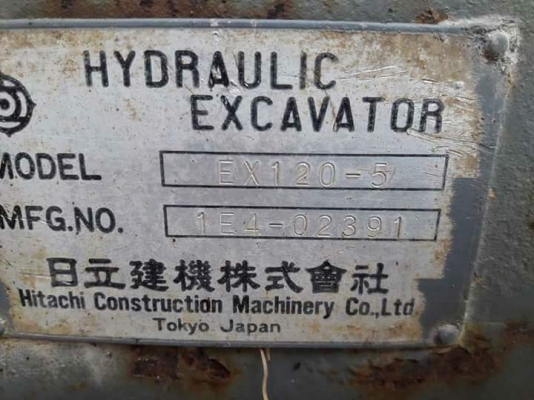 HYDRAULIC
EXCAVATOR
MODEL EX120-5
MFG.NO. 1E4-02391
日立建機株式會社
Hitachi Construction Machinery Co.,Ltd
Tokyo Japan